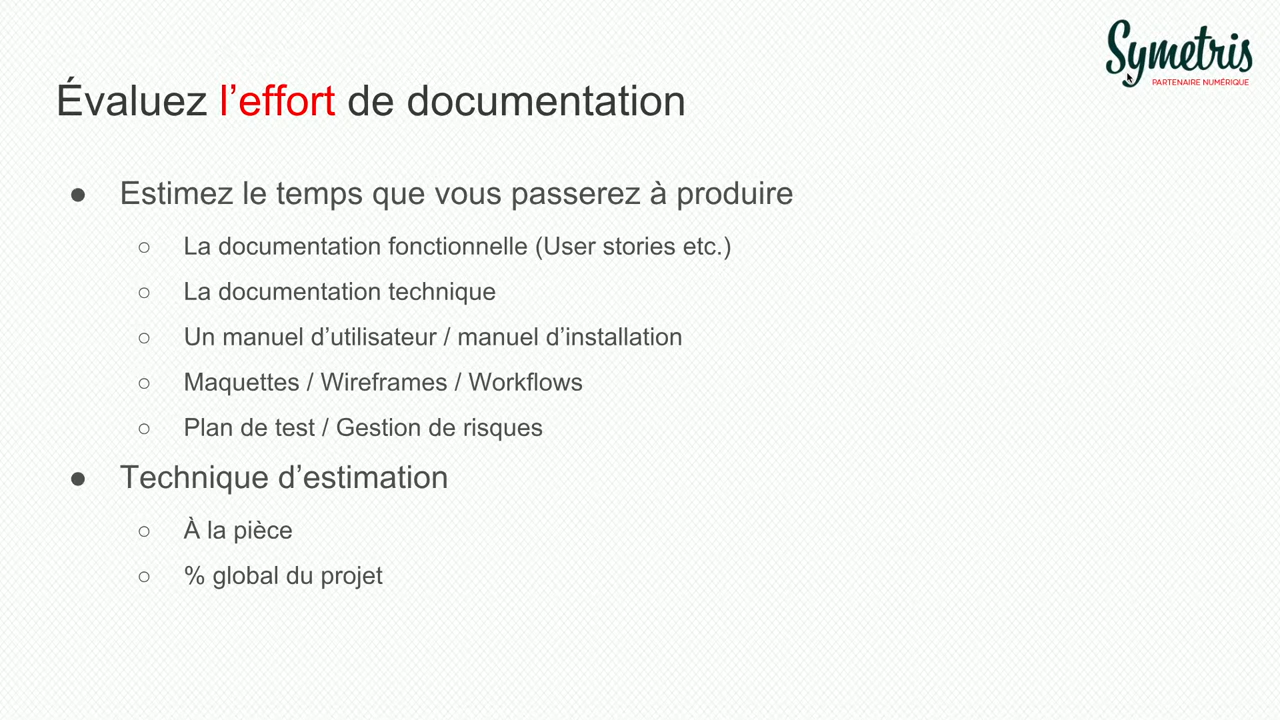 Symetris
PARTENAIRE NUMÉRIQUE
Évaluez l’effort de documentation
● Estimez le temps que vous passerez à produire
○ La documentation fonctionnelle (User stories etc.)
○ La documentation technique
○ Un manuel d’utilisateur / manuel d’installation
○ Maquettes / Wireframes / Workflows
○ Plan de test / Gestion de risques
● Technique d’estimation
○ À la pièce
○ % global du projet